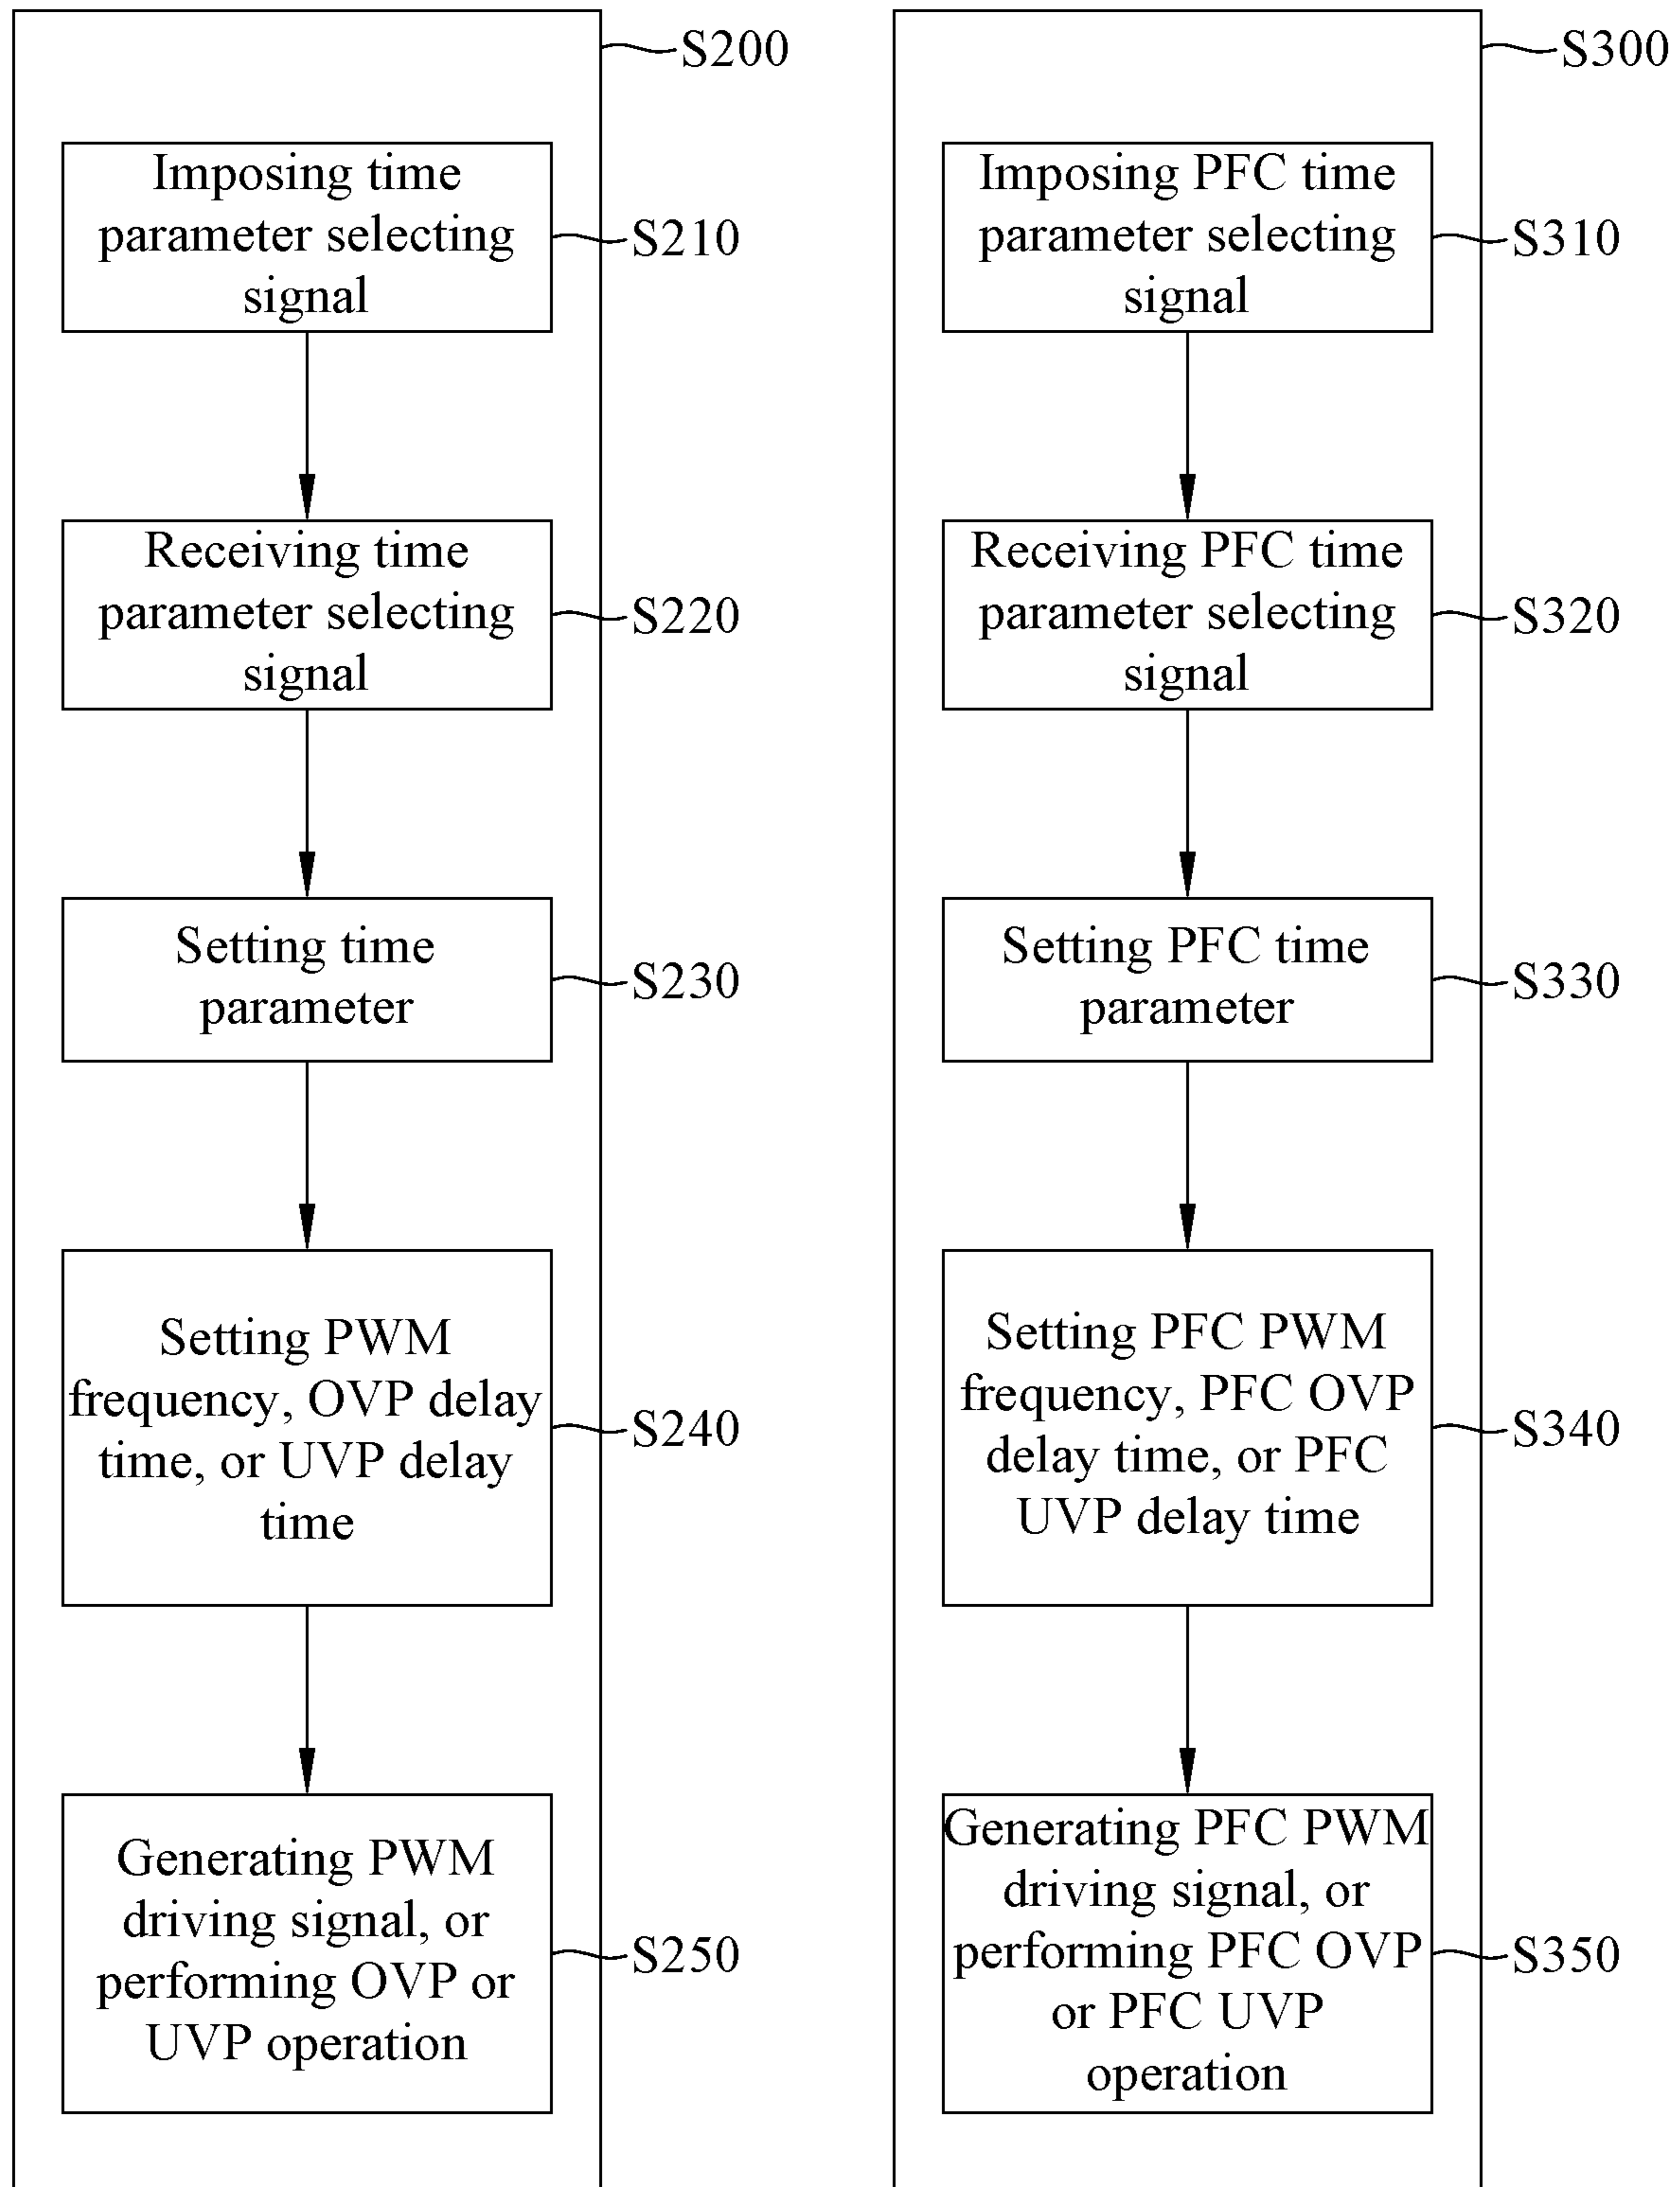 S200
Imposing time
parameter selecting
signal
S210
Receiving time
parameter selecting
signal
S220
Setting time
parameter
S230
Setting PWM
frequency, OVP delay
time, or UVP delay
time
S240
Generating PWM
driving signal, or
performing OVP or
UVP operation
S250
S300
Imposing PFC time
parameter selecting
signal
S310
Receiving PFC time
parameter selecting
signal
S320
Setting PFC time
parameter
S330
Setting PFC PWM
frequency, PFC OVP
delay time, or PFC
UVP delay time
S340
Generating PFC PWM
driving signal, or
performing PFC OVP
or PFC UVP
operation
S350